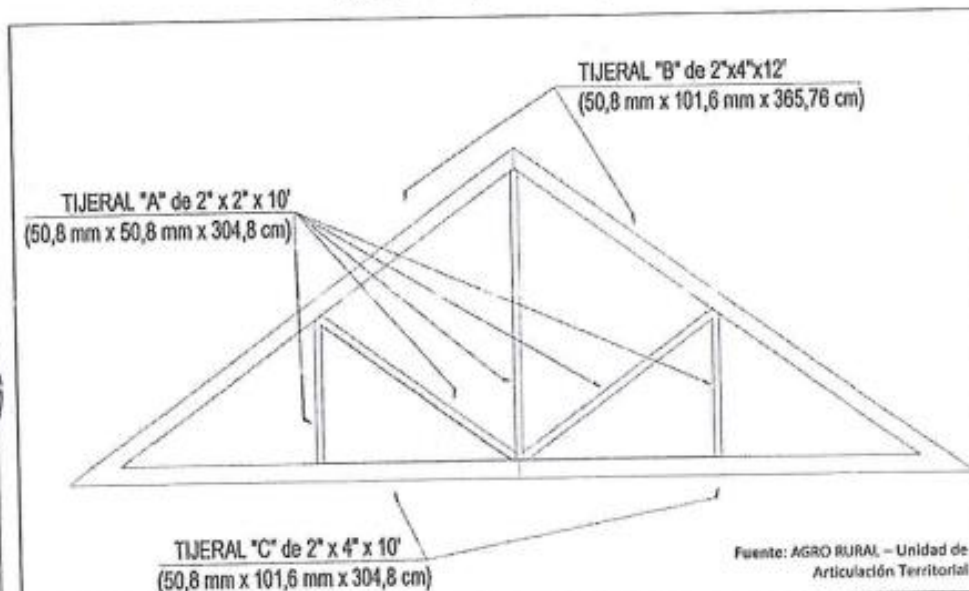 TIJERAL "B" de 2"x4"x12'
(50,8 mm x 101,6 mm x 365,76 cm)
TIJERAL "A" de 2" x 2" x 10'
(50,8 mm x 50,8 mm x 304,8 cm)
TIJERAL "C" de 2" x 4" x 10'
(50,8 mm x 101,6 mm x 304,8 cm)
Fuente: AGRO RURAL – Unidad de
Articulación Territorial